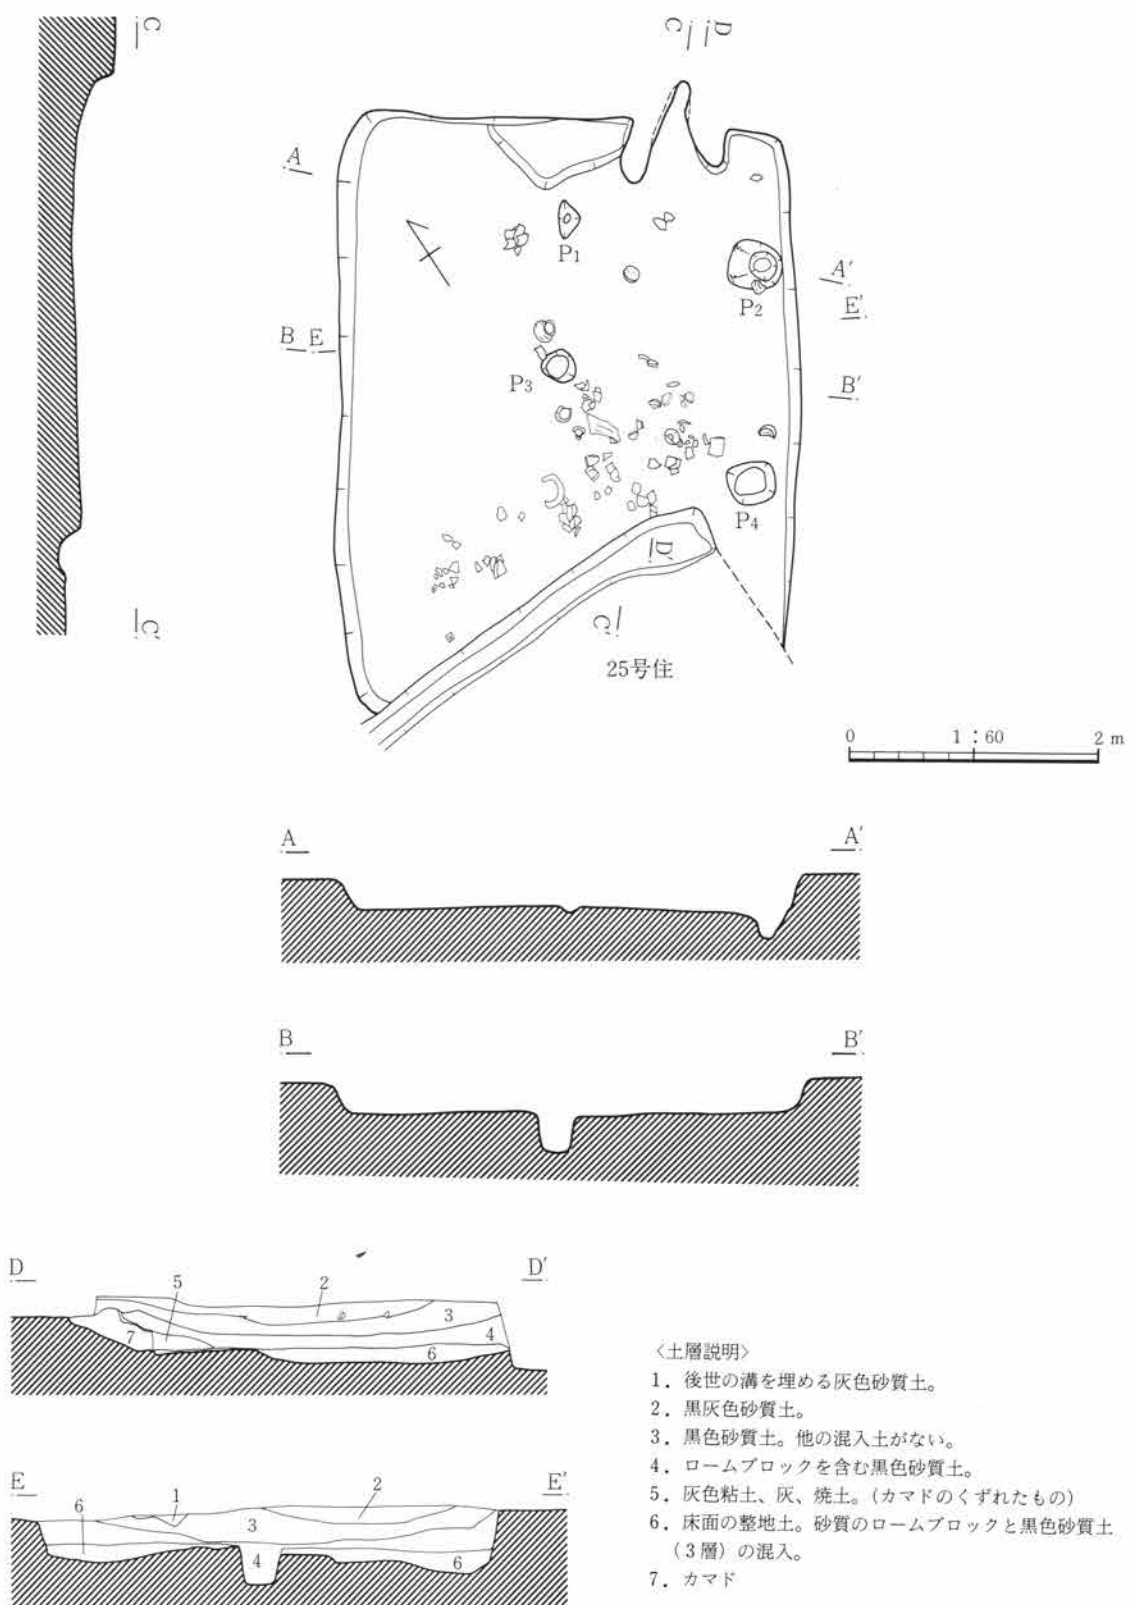 C
C
D
A
P1
P2
A′
E′
B E
B′
P3
P4
D′
C′
C′
25号住
0 1:60 2 m
A A′
B B′
D D′
5 2
3
4
7
6
E E′
6 1 2
3
4
6
〈土層説明〉
1. 後世の溝を埋める灰色砂質土。
2. 黒灰色砂質土。
3. 黒色砂質土。他の混入土がない。
4. ロームブロックを含む黒色砂質土。
5. 灰色粘土、灰、焼土。(カマドのくずれたもの)
6. 床面の整地土。砂質のロームブロックと黒色砂質土
(3層)の混入。
7. カマド